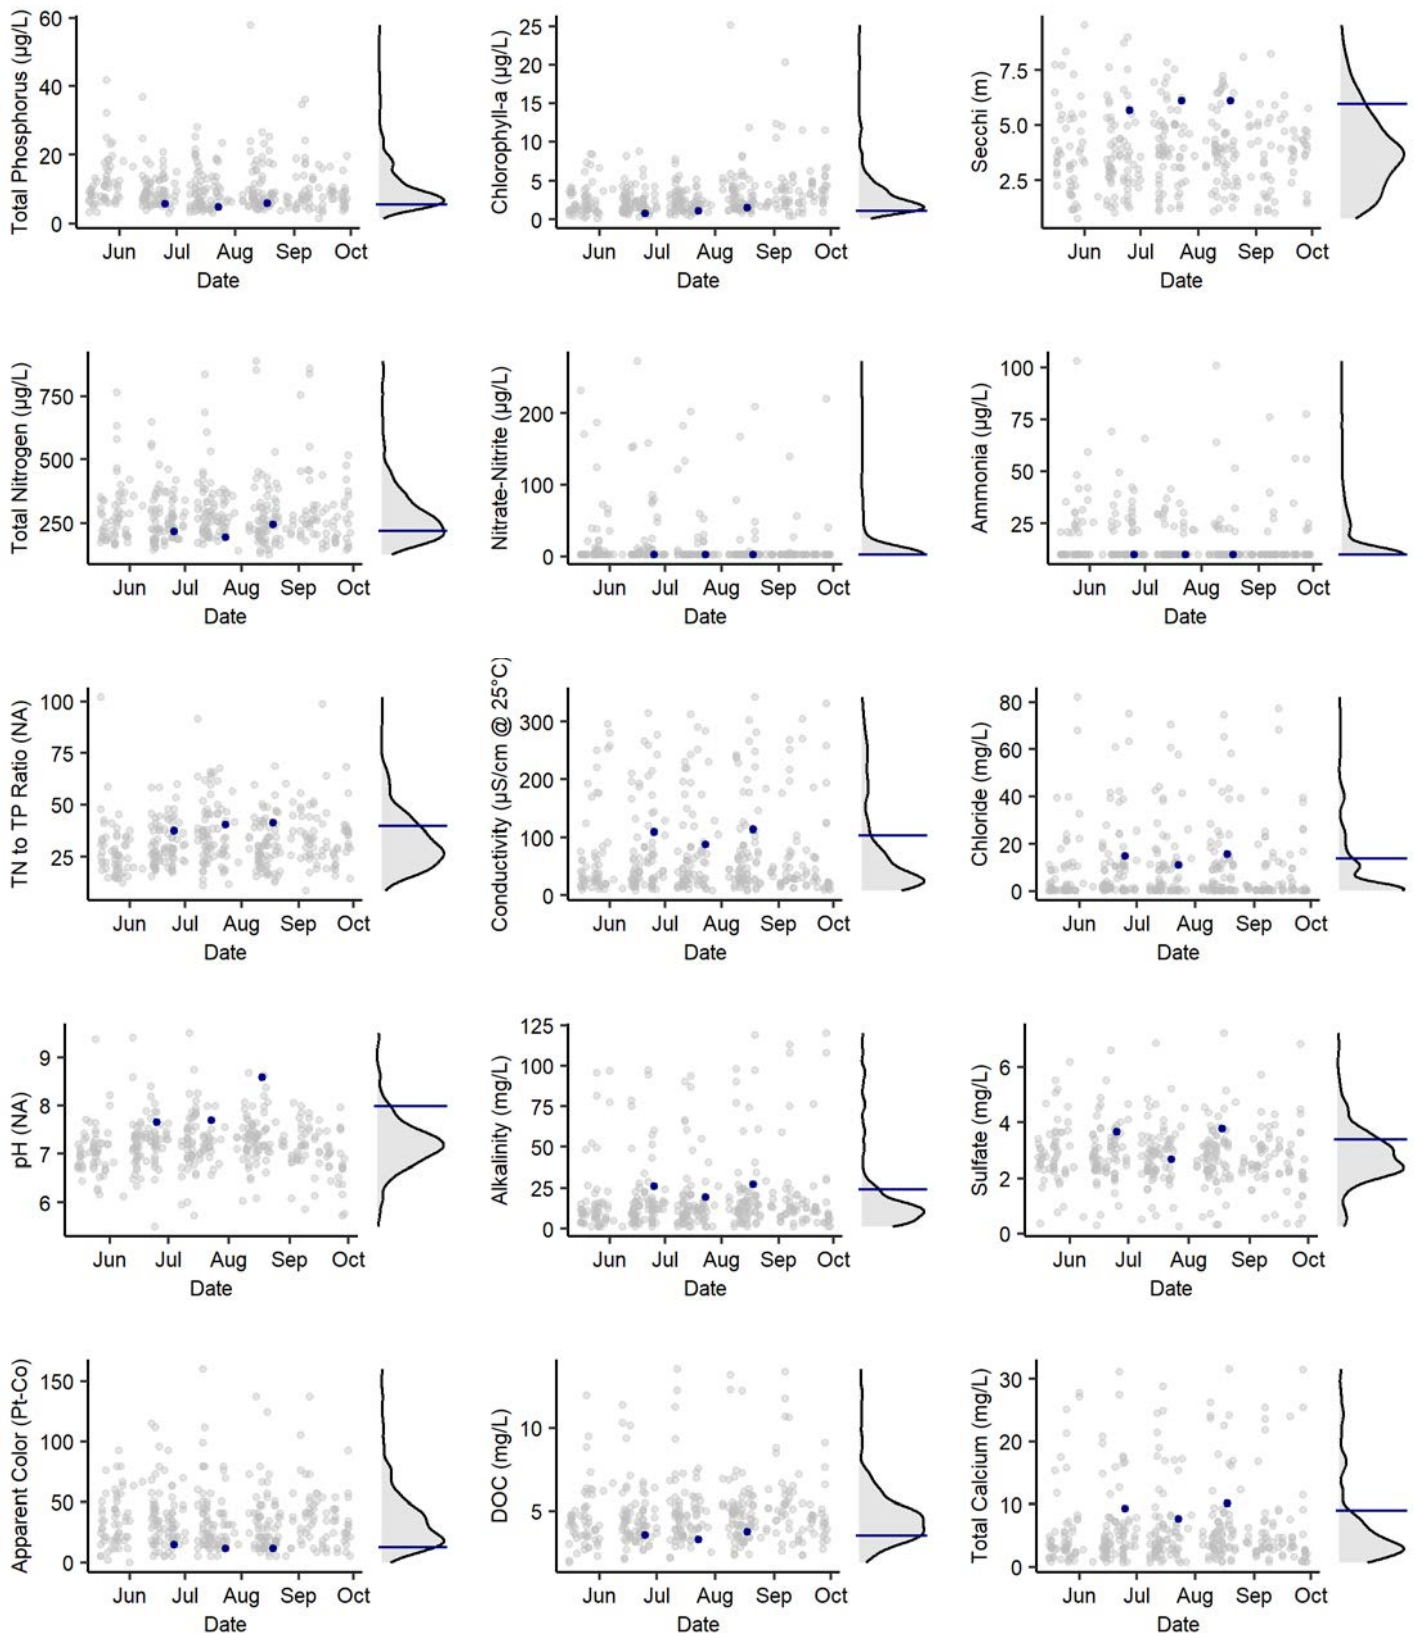 Total Phosphorus (µg/L)
60
40
20
0
Jun Jul Aug Sep Oct
Date
Chlorophyll-a (µg/L)
25
20
15
10
5
0
Jun Jul Aug Sep Oct
Date
Secchi (m)
7.5
5.0
2.5
Jun Jul Aug Sep Oct
Date
Total Nitrogen (µg/L)
750
500
250
Jun Jul Aug Sep Oct
Date
Nitrate-Nitrite (µg/L)
200
100
0
Jun Jul Aug Sep Oct
Date
Ammonia (µg/L)
100
75
50
25
Jun Jul Aug Sep Oct
Date
TN to TP Ratio (NA)
100
75
50
25
Jun Jul Aug Sep Oct
Date
Conductivity (µS/cm @ 25°C)
300
200
100
0
Jun Jul Aug Sep Oct
Date
Chloride (mg/L)
80
60
40
20
0
Jun Jul Aug Sep Oct
Date
pH (NA)
9
8
7
6
Jun Jul Aug Sep Oct
Date
Alkalinity (mg/L)
125
100
75
50
25
0
Jun Jul Aug Sep Oct
Date
Sulfate (mg/L)
6
4
2
0
Jun Jul Aug Sep Oct
Date
Apparent Color (Pt-Co)
150
100
50
0
Jun Jul Aug Sep Oct
Date
DOC (mg/L)
10
5
Jun Jul Aug Sep Oct
Date
Total Calcium (mg/L)
30
20
10
0
Jun Jul Aug Sep Oct
Date